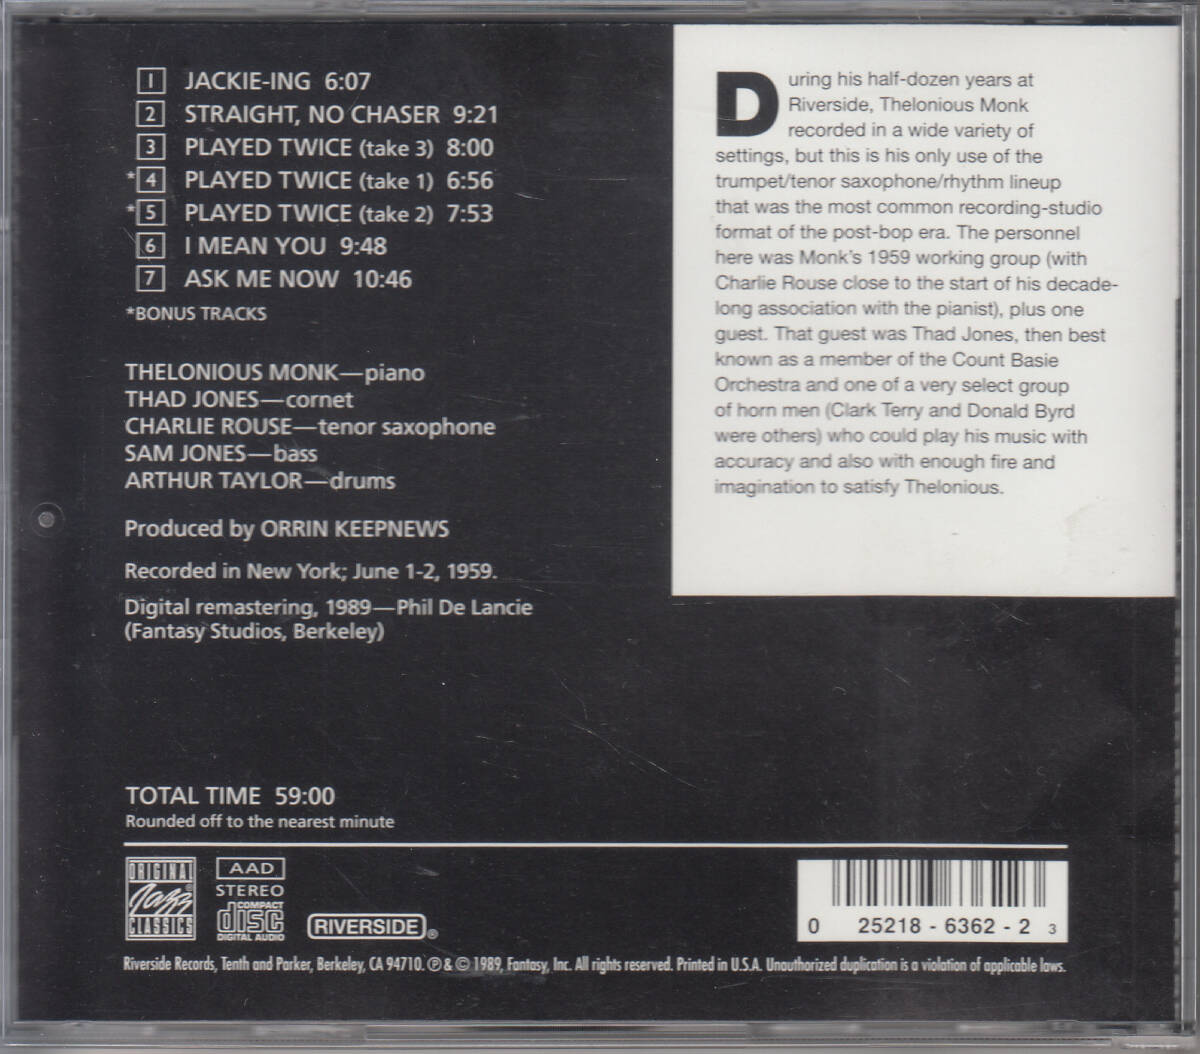 1 JACKIE-ING 6:07
2 STRAIGHT, NO CHASER 9:21
3 PLAYED TWICE (take 3) 8:00
*4 PLAYED TWICE (take 1) 6:56
*5 PLAYED TWICE (take 2) 7:53
6 I MEAN YOU 9:48
7 ASK ME NOW 10:46
*BONUS TRACKS
THELONIOUS MONK—piano
THAD JONES—cornet
CHARLIE ROUSE—tenor saxophone
SAM JONES—bass
ARTHUR TAYLOR—drums
Produced by ORRIN KEEPNEWS
Recorded in New York; June 1-2, 1959.
Digital remastering, 1989—Phil De Lancie
(Fantasy Studios, Berkeley)
During his half-dozen years at
Riverside, Thelonious Monk
recorded in a wide variety of
settings, but this is his only use of the
trumpet/tenor saxophone/rhythm lineup
that was the most common recording-studio
format of the post-bop era. The personnel
here was Monk's 1959 working group (with
Charlie Rouse close to the start of his decade-
long association with the pianist), plus one
guest. That guest was Thad Jones, then best
known as a member of the Count Basie
Orchestra and one of a very select group
of horn men (Clark Terry and Donald Byrd
were others) who could play his music with
accuracy and also with enough fire and
imagination to satisfy Thelonious.
TOTAL TIME 59:00
Rounded off to the nearest minute
ORIGINAL
Jazz
CLASSICS
AAD
STEREO
COMPACT
disc
DIGITAL AUDIO
RIVERSIDE®
0 25218 - 6362 - 2 3
Riverside Records, Tenth and Parker, Berkeley, CA 94710. ℗ & © 1989, Fantasy, Inc. All rights reserved. Printed in U.S.A. Unauthorized duplication is a violation of applicable laws.